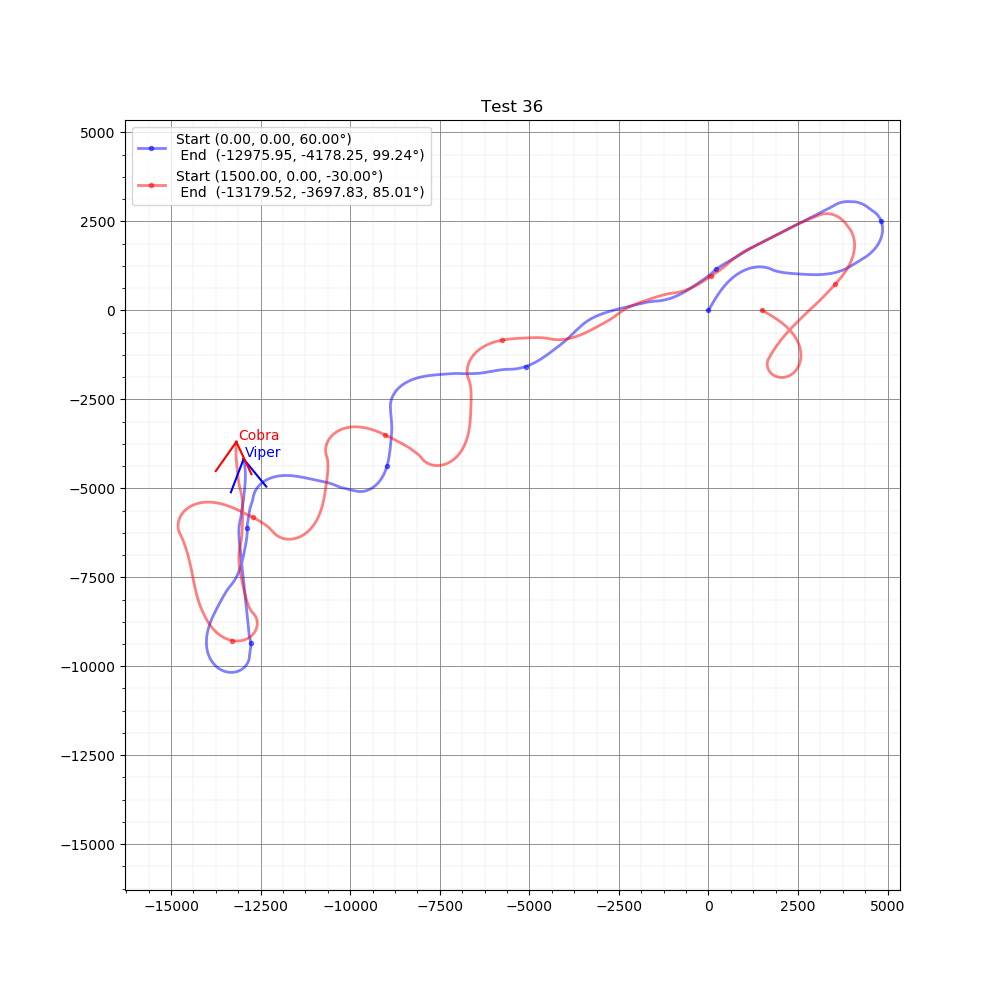 Test 36
Start (0.00, 0.00, 60.00°)
End  (-12975.95, -4178.25, 99.24°)
Start (1500.00, 0.00, -30.00°)
End  (-13179.52, -3697.83, 85.01°)
5000
2500
0
−2500
−5000
−7500
−10000
−12500
−15000
Cobra
Viper
−15000 −12500 −10000 −7500 −5000 −2500 0 2500 5000